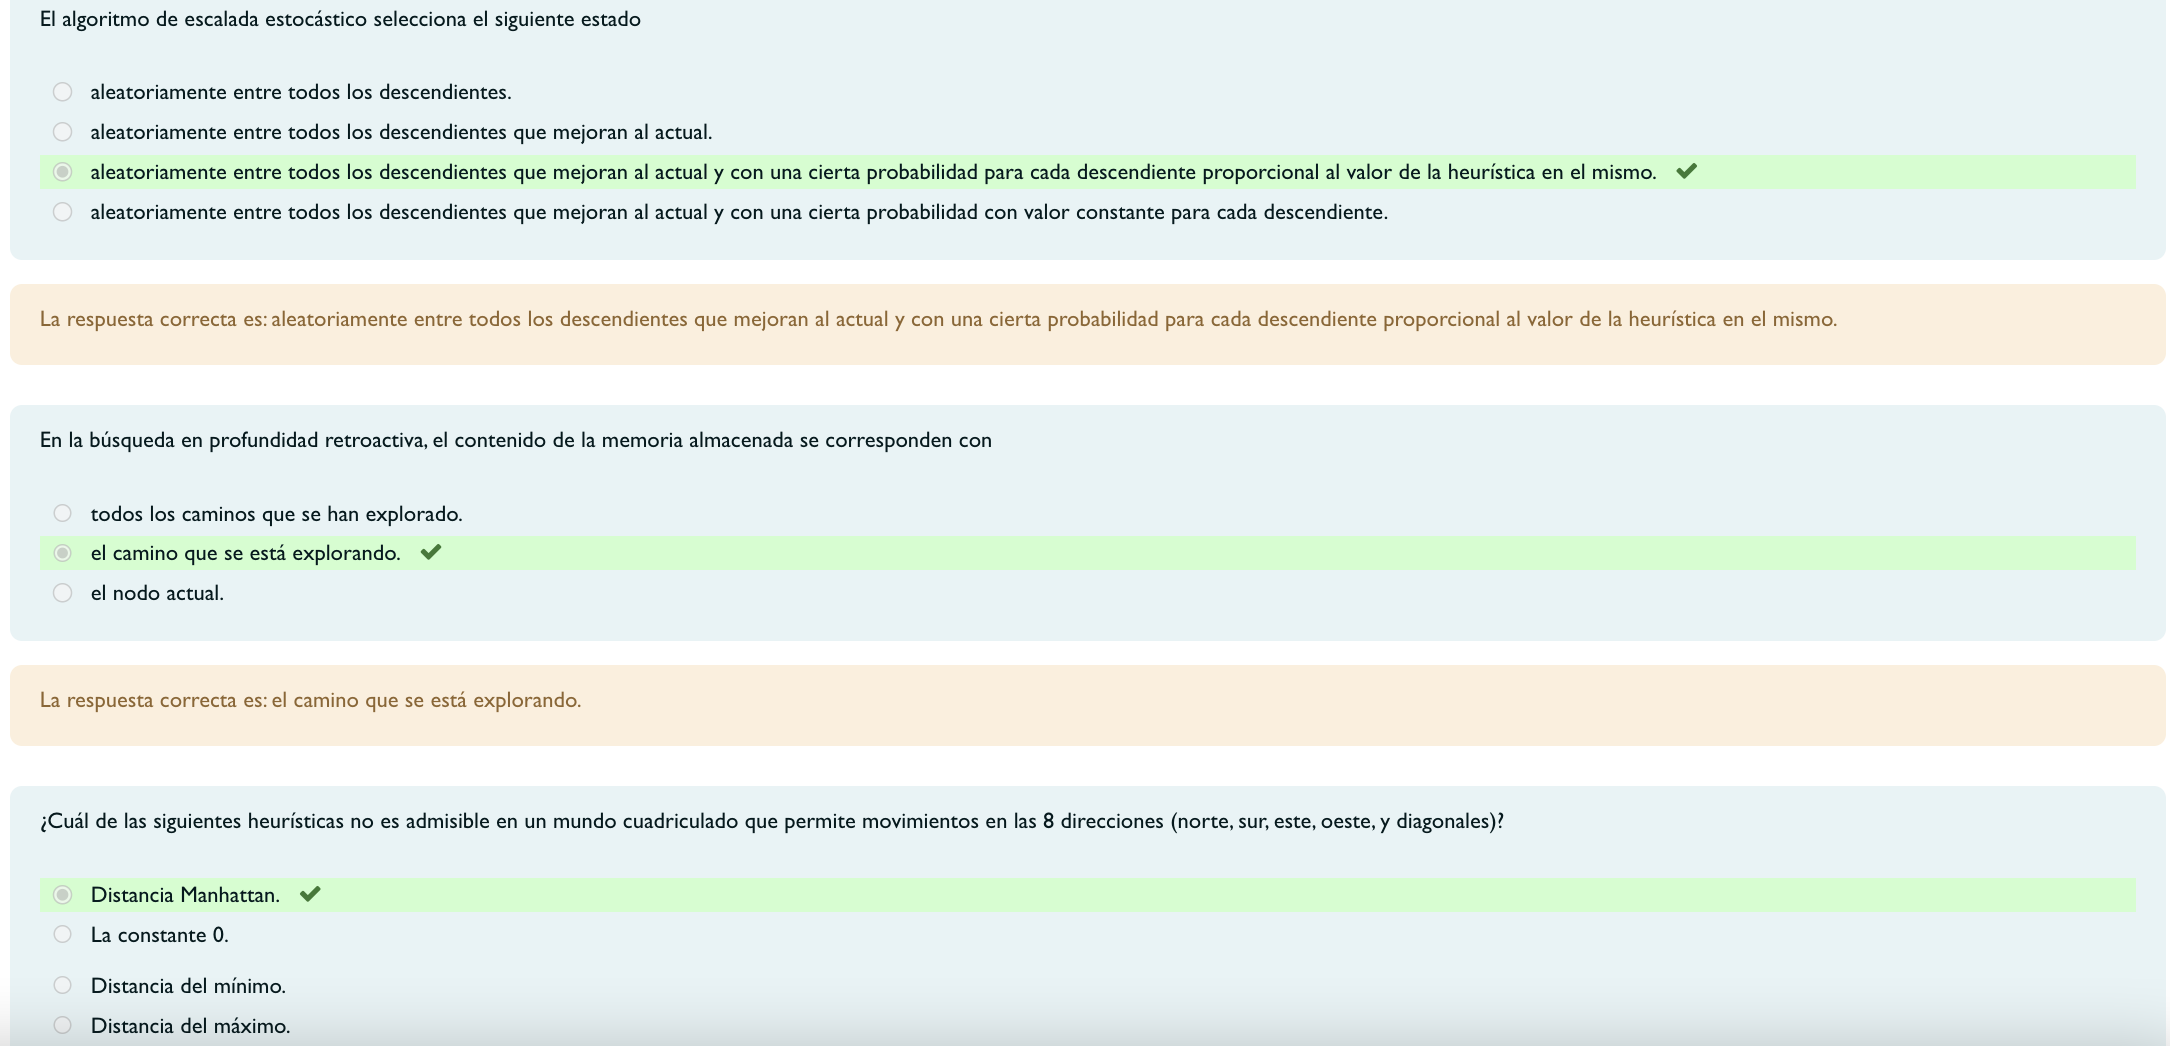 El algoritmo de escalada estocástico selecciona el siguiente estado
aleatoriamente entre todos los descendientes.
aleatoriamente entre todos los descendientes que mejoran al actual.
aleatoriamente entre todos los descendientes que mejoran al actual y con una cierta probabilidad para cada descendiente proporcional al valor de la heurística en el mismo.
aleatoriamente entre todos los descendientes que mejoran al actual y con una cierta probabilidad con valor constante para cada descendiente.
La respuesta correcta es: aleatoriamente entre todos los descendientes que mejoran al actual y con una cierta probabilidad para cada descendiente proporcional al valor de la heurística en el mismo.
En la búsqueda en profundidad retroactiva, el contenido de la memoria almacenada se corresponden con
todos los caminos que se han explorado.
el camino que se está explorando.
el nodo actual.
La respuesta correcta es: el camino que se está explorando.
¿Cuál de las siguientes heurísticas no es admisible en un mundo cuadriculado que permite movimientos en las 8 direcciones (norte, sur, este, oeste, y diagonales)?
Distancia Manhattan.
La constante 0.
Distancia del mínimo.
Distancia del máximo.